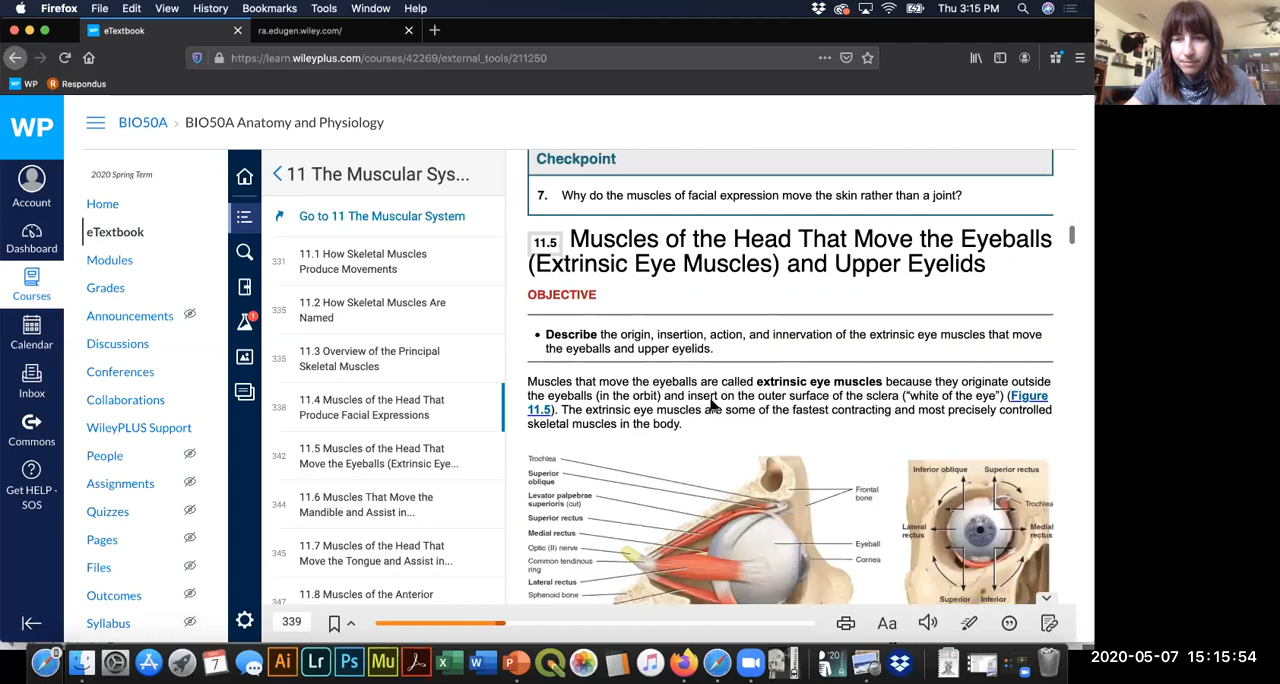 Firefox File Edit View History Bookmarks Tools Window Help
Thu 3:15 PM
WP eTextbook
ra.edugen.wiley.com/
https://learn.wileyplus.com/courses/42269/external_tools/211250
WP WP
R Respondus
WP
BIO50A › BIO50A Anatomy and Physiology
Account
Dashboard
Courses
Calendar
Inbox
Commons
Get HELP -
SOS
2020 Spring Term
Home
eTextbook
Modules
Grades
Announcements
Discussions
Conferences
Collaborations
WileyPLUS Support
People
Assignments
Quizzes
Pages
Files
Outcomes
Syllabus
1
11 The Muscular Sys...
Go to 11 The Muscular System
331 11.1 How Skeletal Muscles
Produce Movements
335 11.2 How Skeletal Muscles Are
Named
335 11.3 Overview of the Principal
Skeletal Muscles
338 11.4 Muscles of the Head That
Produce Facial Expressions
342 11.5 Muscles of the Head That
Move the Eyeballs (Extrinsic Eye...
344 11.6 Muscles That Move the
Mandible and Assist in...
345 11.7 Muscles of the Head That
Move the Tongue and Assist in...
347 11.8 Muscles of the Anterior
Checkpoint
7. Why do the muscles of facial expression move the skin rather than a joint?
11.5 Muscles of the Head That Move the Eyeballs
(Extrinsic Eye Muscles) and Upper Eyelids
OBJECTIVE
• Describe the origin, insertion, action, and innervation of the extrinsic eye muscles that move
the eyeballs and upper eyelids.
Muscles that move the eyeballs are called extrinsic eye muscles because they originate outside
the eyeballs (in the orbit) and insert on the outer surface of the sclera (“white of the eye”) (Figure
11.5). The extrinsic eye muscles are some of the fastest contracting and most precisely controlled
skeletal muscles in the body.
Trochlea
Superior
oblique
Levator palpebrae
superioris (cut)
Superior rectus
Medial rectus
Optic (II) nerve
Common tendinous
ring
Lateral rectus
Sphenoid bone
Frontal
bone
Eyeball
Cornea
Inferior oblique Superior rectus
Trochlea
Lateral
rectus
Medial
rectus
Superior Inferior
339
Aa
7
Ai
Lr
Ps
Mu
2020-05-07 15:15:54